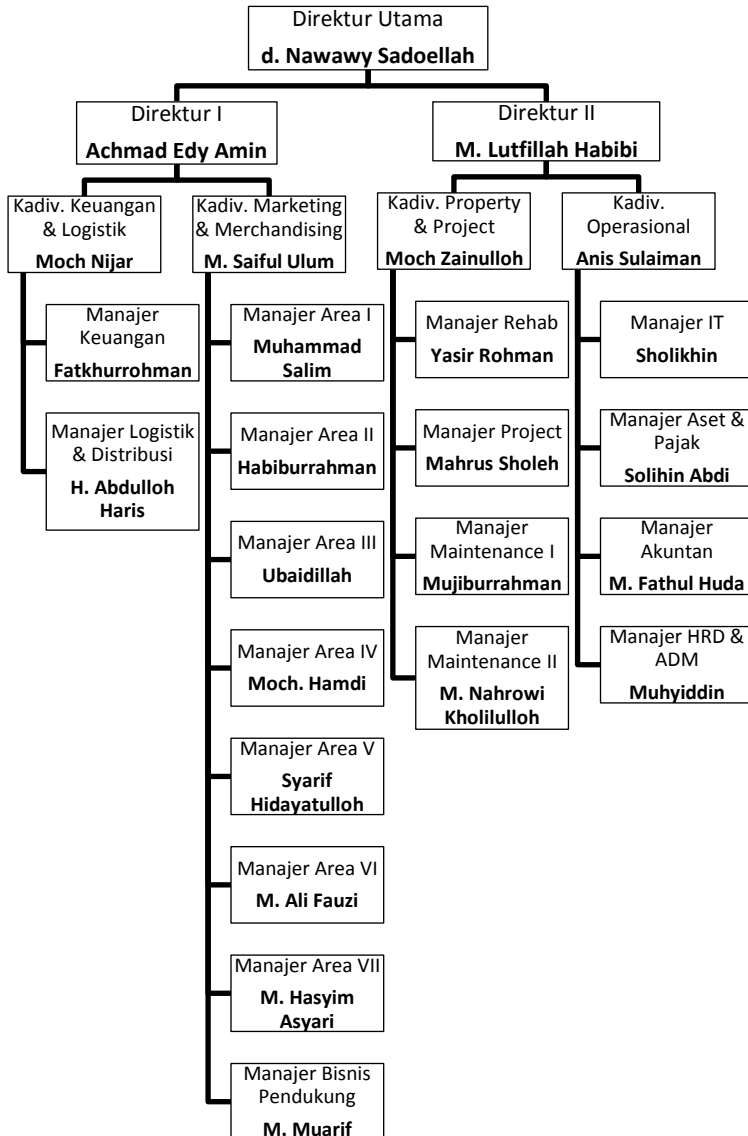 Direktur Utama
d. Nawawy Sadoellah
Direktur I
Achmad Edy Amin
Direktur II
M. Lutfillah Habibi
Kadiv. Keuangan
& Logistik
Moch Nijar
Kadiv. Marketing
& Merchandising
M. Saiful Ulum
Kadiv. Property
& Project
Moch Zainulloh
Kadiv.
Operasional
Anis Sulaiman
Manajer
Keuangan
Fatkhurrohman
Manajer Logistik
& Distribusi
H. Abdulloh
Haris
Manajer Area I
Muhammad
Salim
Manajer Area II
Habiburrahman
Manajer Area III
Ubaidillah
Manajer Area IV
Moch. Hamdi
Manajer Area V
Syarif
Hidayatulloh
Manajer Area VI
M. Ali Fauzi
Manajer Area VII
M. Hasyim
Asyari
Manajer Bisnis
Pendukung
M. Muarif
Manajer Rehab
Yasir Rohman
Manajer Project
Mahrus Sholeh
Manajer
Maintenance I
Mujiburrahman
Manajer
Maintenance II
M. Nahrowi
Kholilulloh
Manajer IT
Sholikhin
Manajer Aset &
Pajak
Solihin Abdi
Manajer
Akuntan
M. Fathul Huda
Manajer HRD &
ADM
Muhyiddin